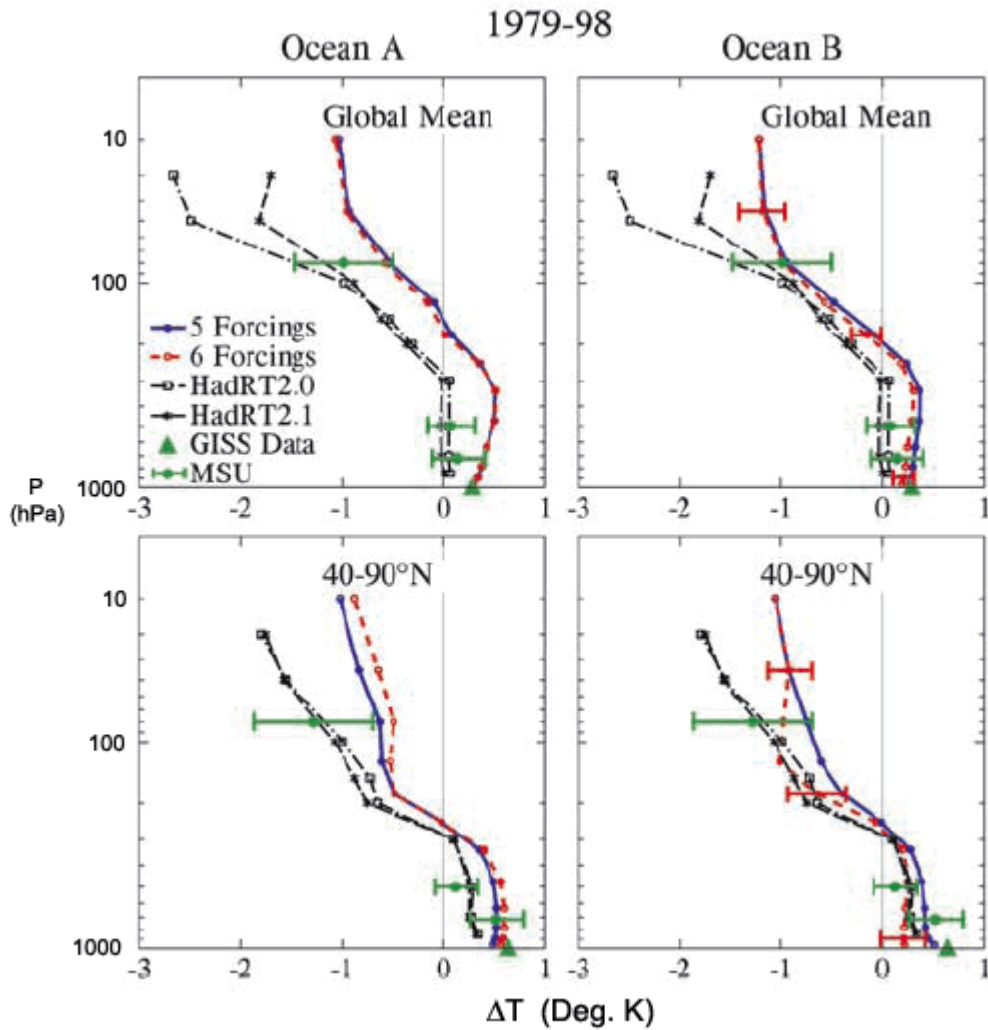 1979-98
Ocean A
Ocean B
Global Mean
Global Mean
10
100
1000
P
(hPa)
5 Forcings
6 Forcings
HadRT2.0
HadRT2.1
GISS Data
MSU
-3 -2 -1 0 1
-3 -2 -1 0 1
40-90°N
40-90°N
10
100
1000
-3 -2 -1 0 1
-3 -2 -1 0 1
ΔT (Deg. K)